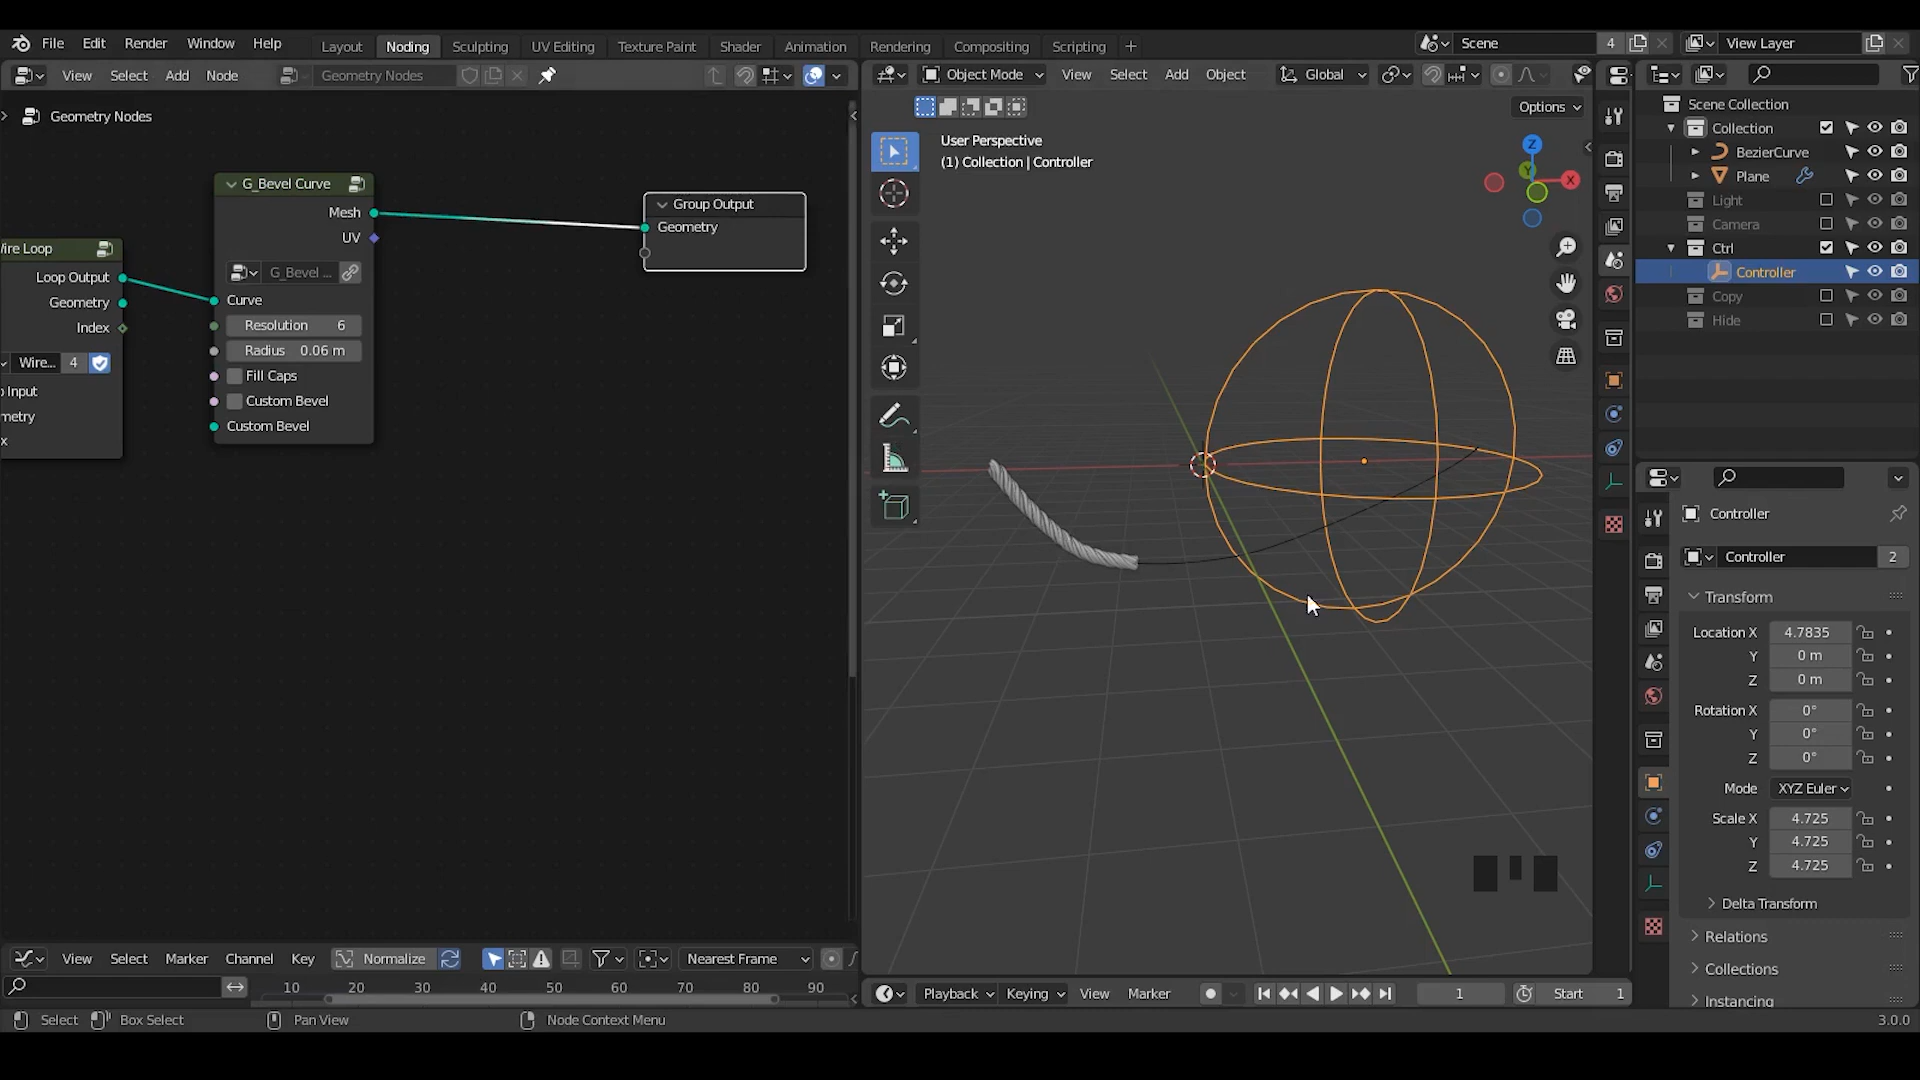 File Edit Render Window Help Layout Noding Sculpting UV Editing Texture Paint Shader Animation Rendering Compositing Scripting Scene 4 View Layer
View Select Add Node Geometry Nodes
Object Mode View Select Add Object Global
Options
Geometry Nodes
User Perspective
(1) Collection | Controller
Z
Y
X
G_Bevel Curve
Mesh
UV
G_Bevel ...
Curve
Resolution 6
Radius 0.06 m
Fill Caps
Custom Bevel
Custom Bevel
Group Output
Geometry
Wire Loop
Loop Output
Geometry
Index
Wire... 4
Input
metry
x
Scene Collection
Collection
BezierCurve
Plane
Light
Camera
Ctrl
Controller
Copy
Hide
Controller
Controller 2
Transform
Location X 4.7835
Y 0 m
Z 0 m
Rotation X 0°
Y 0°
Z 0°
Mode XYZ Euler
Scale X 4.725
Y 4.725
Z 4.725
Delta Transform
Relations
Collections
Instancing
View Select Marker Channel Key Normalize Nearest Frame
10 20 30 40 50 60 70 80 90
Playback Keying View Marker 1 Start 1
Select Box Select Pan View Node Context Menu 3.0.0